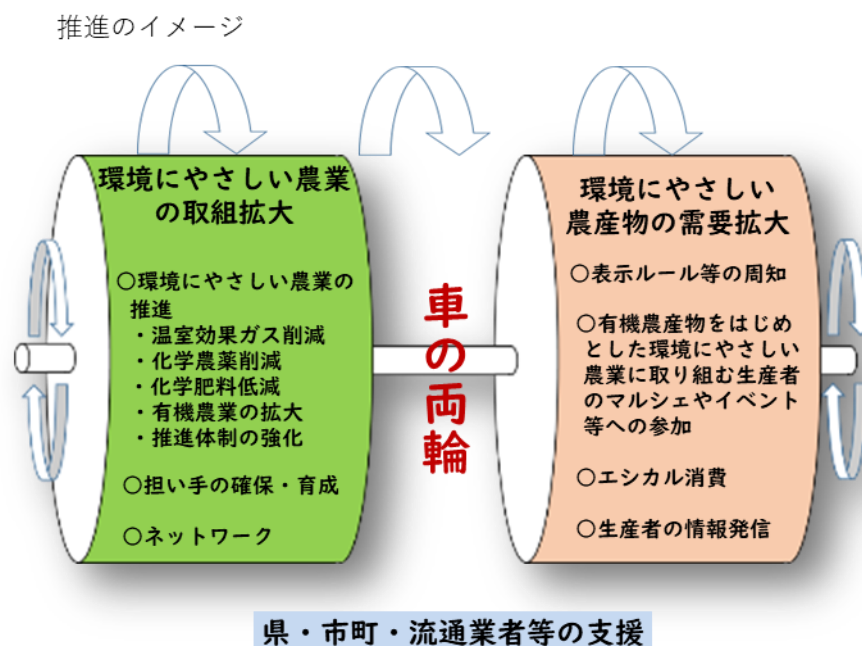 推進のイメージ
環境にやさしい農業
の取組拡大
○環境にやさしい農業の
推進
・温室効果ガス削減
・化学農薬削減
・化学肥料低減
・有機農業の拡大
・推進体制の強化
○担い手の確保・育成
○ネットワーク
車の両輪
環境にやさしい
農産物の需要拡大
○表示ルール等の周知
○有機農産物をはじめ
とした環境にやさしい
農業に取り組む生産者
のマルシェやイベント
等への参加
○エシカル消費
○生産者の情報発信
県・市町・流通業者等の支援